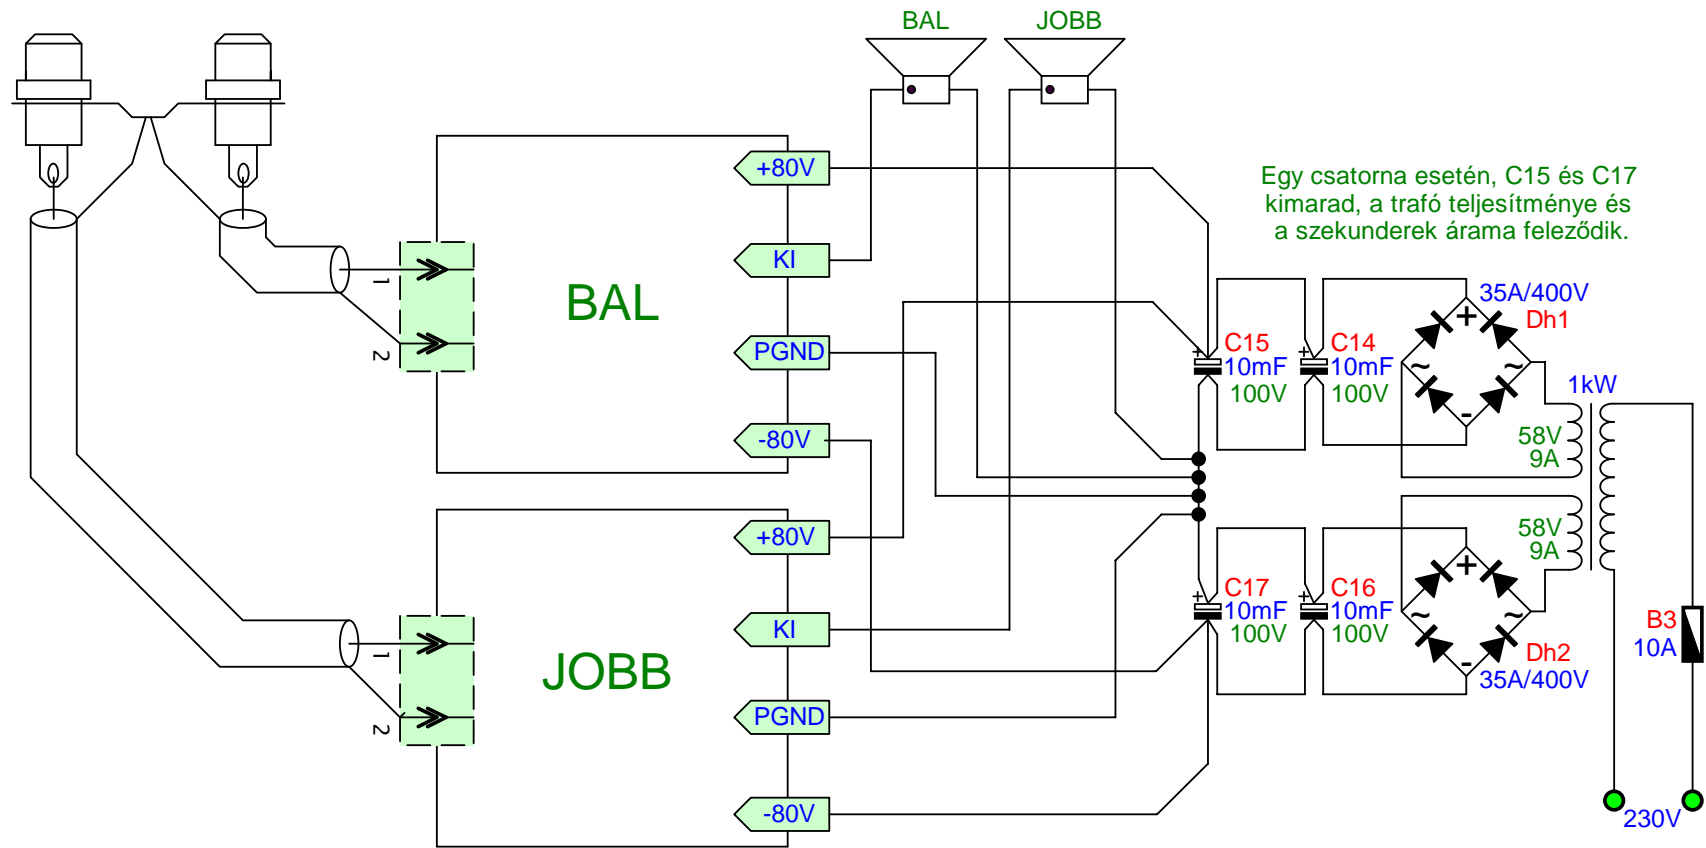 BAL
JOBB
+80V
KI
PGND
-80V
BAL
1
2
+80V
KI
PGND
-80V
JOBB
1
2
Egy csatorna esetén, C15 és C17
kimarad, a trafó teljesítménye és
a szekunderek árama feleződik.
35A/400V
Dh1
+
~
~
-
+
C15
10mF
100V
+
C14
10mF
100V
1kW
58V
9A
58V
9A
+
C17
10mF
100V
+
C16
10mF
100V
+
~
~
-
Dh2
35A/400V
B3
10A
230V